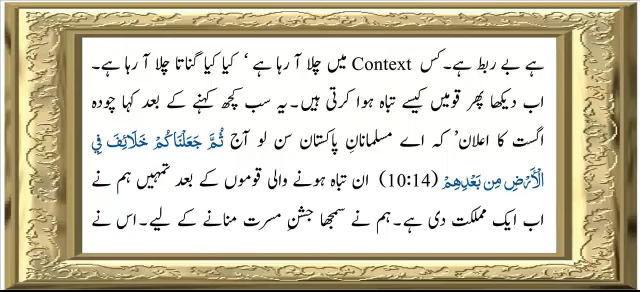 ہے بے ربط ہے۔کس Context میں چلا آ رہا ہے ‘ کیا کیا گناتا چلا آ رہا ہے۔
اب دیکھا پھر قومیں کیسے تباہ ہوا کرتی ہیں۔یہ سب کچھ کہنے کے بعد کہا چودہ
اگست کا اعلان’ کہ اے مسلمانانِ پاکستان سن لو آج ثُمَّ جَعَلْنَاكُمْ خَلَائِفَ فِي
الْأَرْضِ مِن بَعْدِهِمْ (10:14) ان تباہ ہونے والی قوموں کے بعد تمہیں ہم نے
اب ایک مملکت دی ہے۔ہم نے سمجھا جشنِ مسرت منانے کے لیے۔اس نے